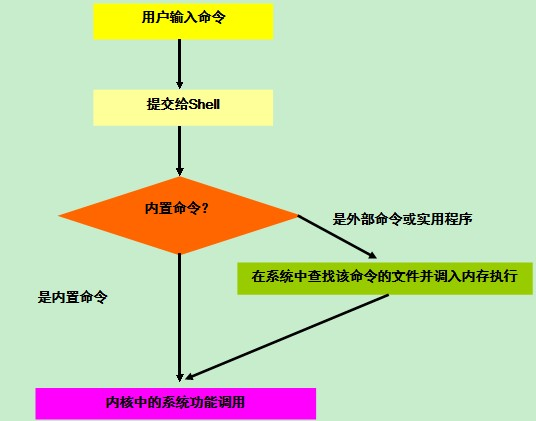 用户输入命令
提交给Shell
内置命令？
是外部命令或实用程序
在系统中查找该命令的文件并调入内存执行
是内置命令
内核中的系统功能调用